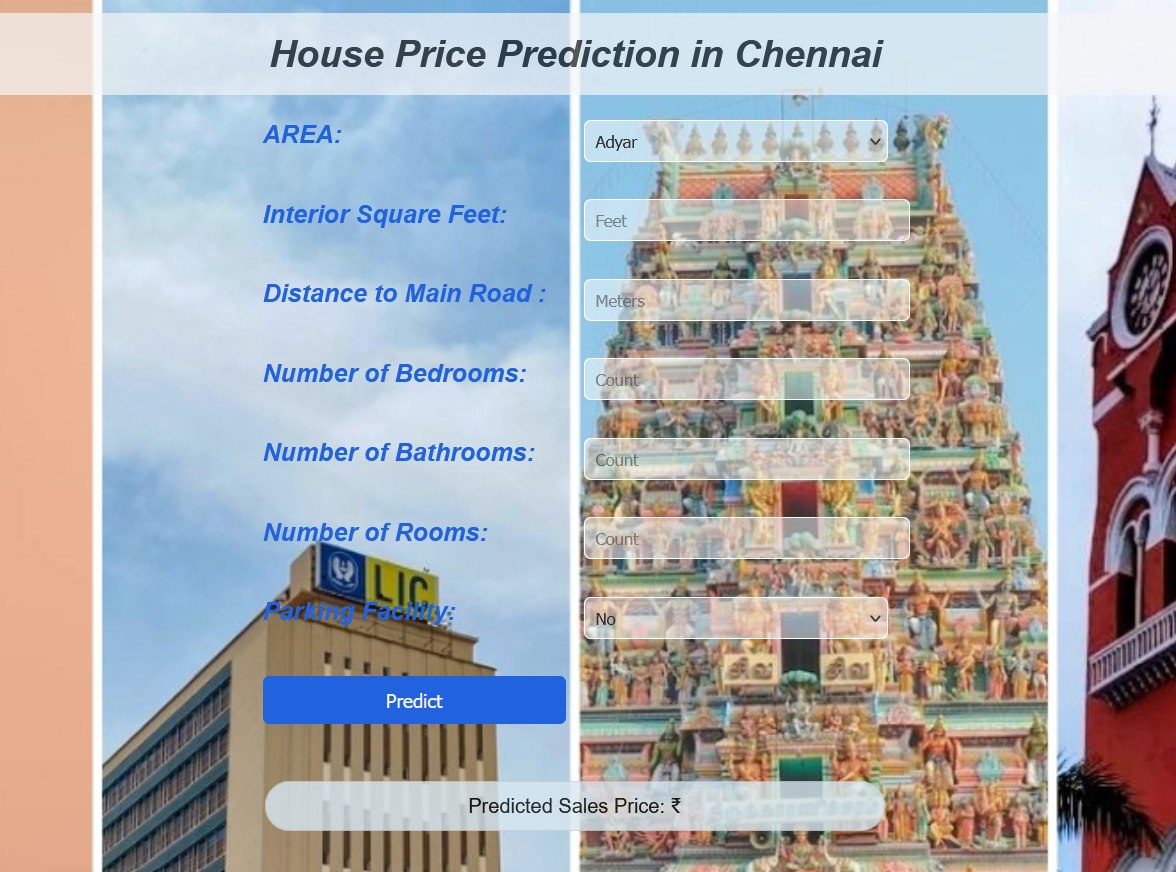 House Price Prediction in Chennai
AREA:
Adyar
Interior Square Feet:
Feet
Distance to Main Road :
Meters
Number of Bedrooms:
Count
Number of Bathrooms:
Count
Number of Rooms:
Count
LIC
Parking Facility:
No
Predict
Predicted Sales Price: ₹